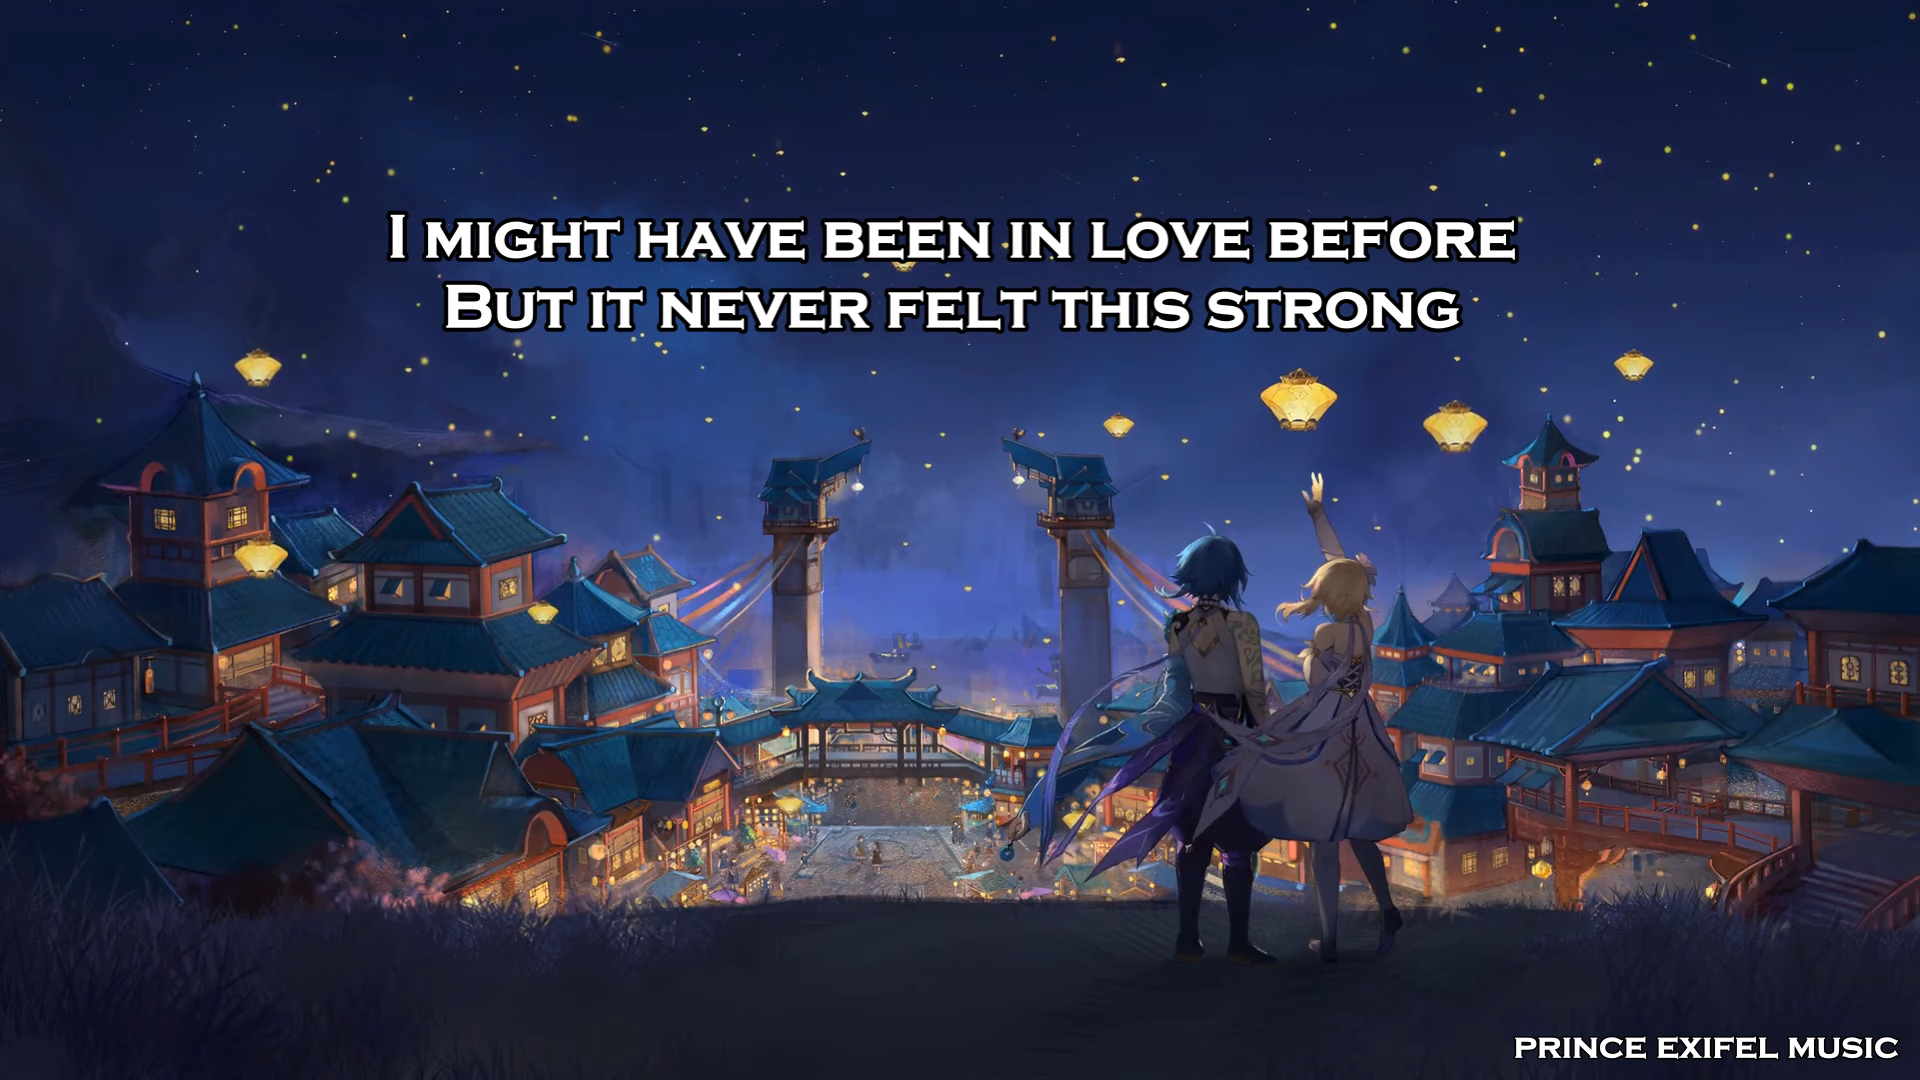 I MIGHT HAVE BEEN IN LOVE BEFORE
BUT IT NEVER FELT THIS STRONG
PRINCE EXIFEL MUSIC